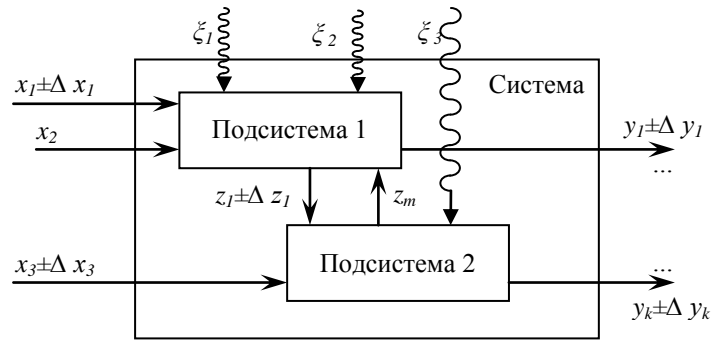 ξ1
ξ2
ξ3
x1±Δ x1
Система
x2
Подсистема 1
y1±Δ y1
...
z1±Δ z1
zm
x3±Δ x3
Подсистема 2
...
yk±Δ yk